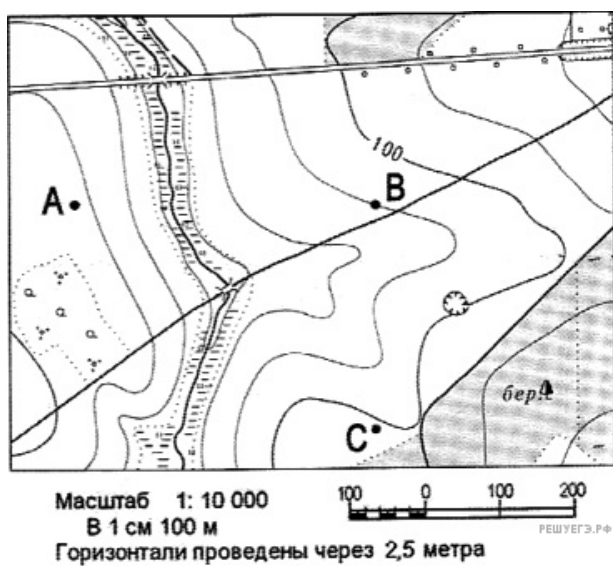 100
A
B
бер.
C
Масштаб 1: 10 000
В 1 см 100 м
100 0 100 200
РЕШУЕГЭ.РФ
Горизонтали проведены через 2,5 метра